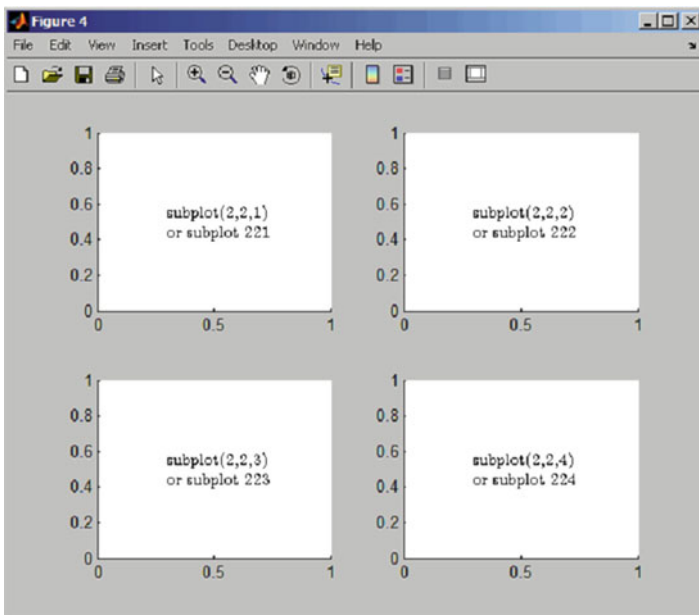 Figure 4
File Edit View Insert Tools Desktop Window Help
1
0.8
0.6
0.4
0.2
0
0 0.5 1
subplot(2,2,1)
or subplot 221
1
0.8
0.6
0.4
0.2
0
0 0.5 1
subplot(2,2,2)
or subplot 222
1
0.8
0.6
0.4
0.2
0
0 0.5 1
subplot(2,2,3)
or subplot 223
1
0.8
0.6
0.4
0.2
0
0 0.5 1
subplot(2,2,4)
or subplot 224